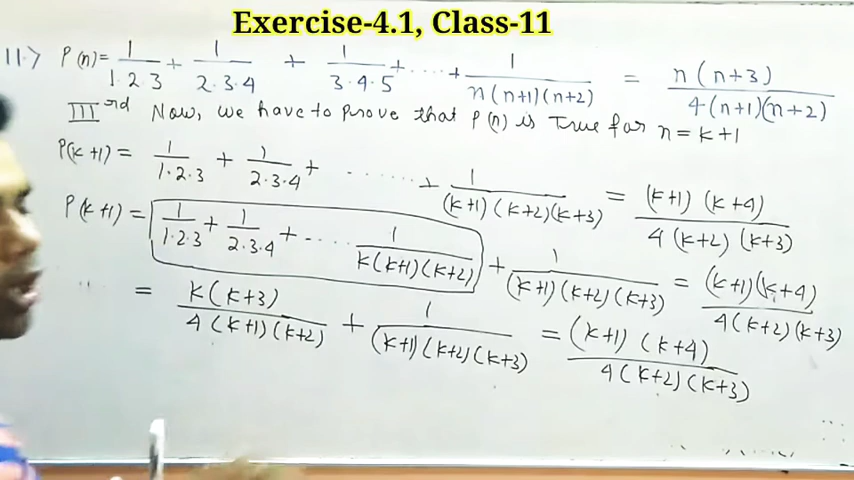 Exercise-4.1, Class-11
11.> P(n)= 1/(1·2·3) + 1/(2·3·4) + 1/(3·4·5) + ..... + 1/(n(n+1)(n+2)) = n(n+3)/(4(n+1)(n+2))
IIIrd Now, we have to prove that P(n) is True for n = k+1
P(k+1) = 1/(1·2·3) + 1/(2·3·4) + ........ + 1/((k+1)(k+2)(k+3)) = (k+1)(k+4)/(4(k+2)(k+3))
P(k+1) = 1/(1·2·3) + 1/(2·3·4) + ..... 1/(k(k+1)(k+2)) + 1/((k+1)(k+2)(k+3)) = (k+1)(k+4)/(4(k+2)(k+3))
= k(k+3)/(4(k+1)(k+2)) + 1/((k+1)(k+2)(k+3)) = (k+1)(k+4)/(4(k+2)(k+3))